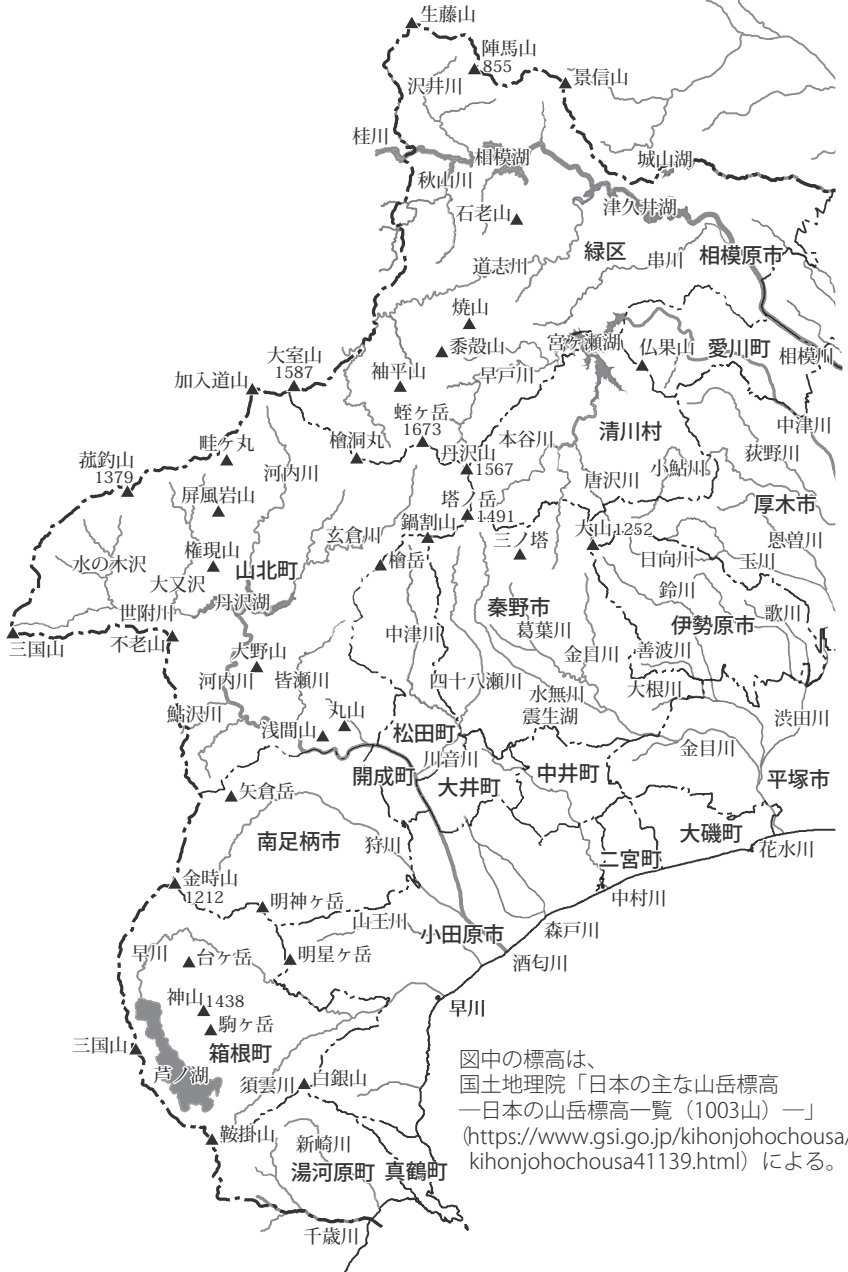 生藤山
陣馬山
855
景信山
沢井川
桂川
相模湖
城山湖
秋山川
津久井湖
石老山
緑区
串川
相模原市
道志川
焼山
宮ヶ瀬湖
仏果山
愛川町
相模川
黍殻山
大室山
1587
加入道山
袖平山
早戸川
蛭ヶ岳
1673
中津川
本谷川
清川村
檜洞丸
丹沢山
1567
荻野川
畦ヶ丸
菰釣山
1379
河内川
唐沢川
小鮎川
厚木市
屏風岩山
塔ノ岳
1491
鍋割山
三ノ塔
大山1252
恩曽川
玄倉川
水の木沢
権現山
山北町
檜岳
日向川
玉川
大又沢
丹沢湖
鈴川
秦野市
世附川
歌川
葛葉川
伊勢原市
三国山
不老山
中津川
大野山
金目川
善波川
河内川
皆瀬川
四十八瀬川
大根川
水無川
鮎沢川
丸山
震生湖
渋田川
浅間山
松田町
川音川
金目川
開成町
大井町
中井町
平塚市
矢倉岳
大磯町
南足柄市
狩川
花水川
二宮町
金時山
1212
中村川
明神ヶ岳
山王川
森戸川
小田原市
早川
台ヶ岳
明星ヶ岳
酒匂川
神山1438
早川
駒ヶ岳
三国山
箱根町
芦ノ湖
須雲川
白銀山
鞍掛山
新崎川
湯河原町
真鶴町
千歳川
図中の標高は、
国土地理院「日本の主な山岳標高
―日本の山岳標高一覧（1003山）―」
（https://www.gsi.go.jp/kihonjohochousa/
kihonjohochousa41139.html）による。